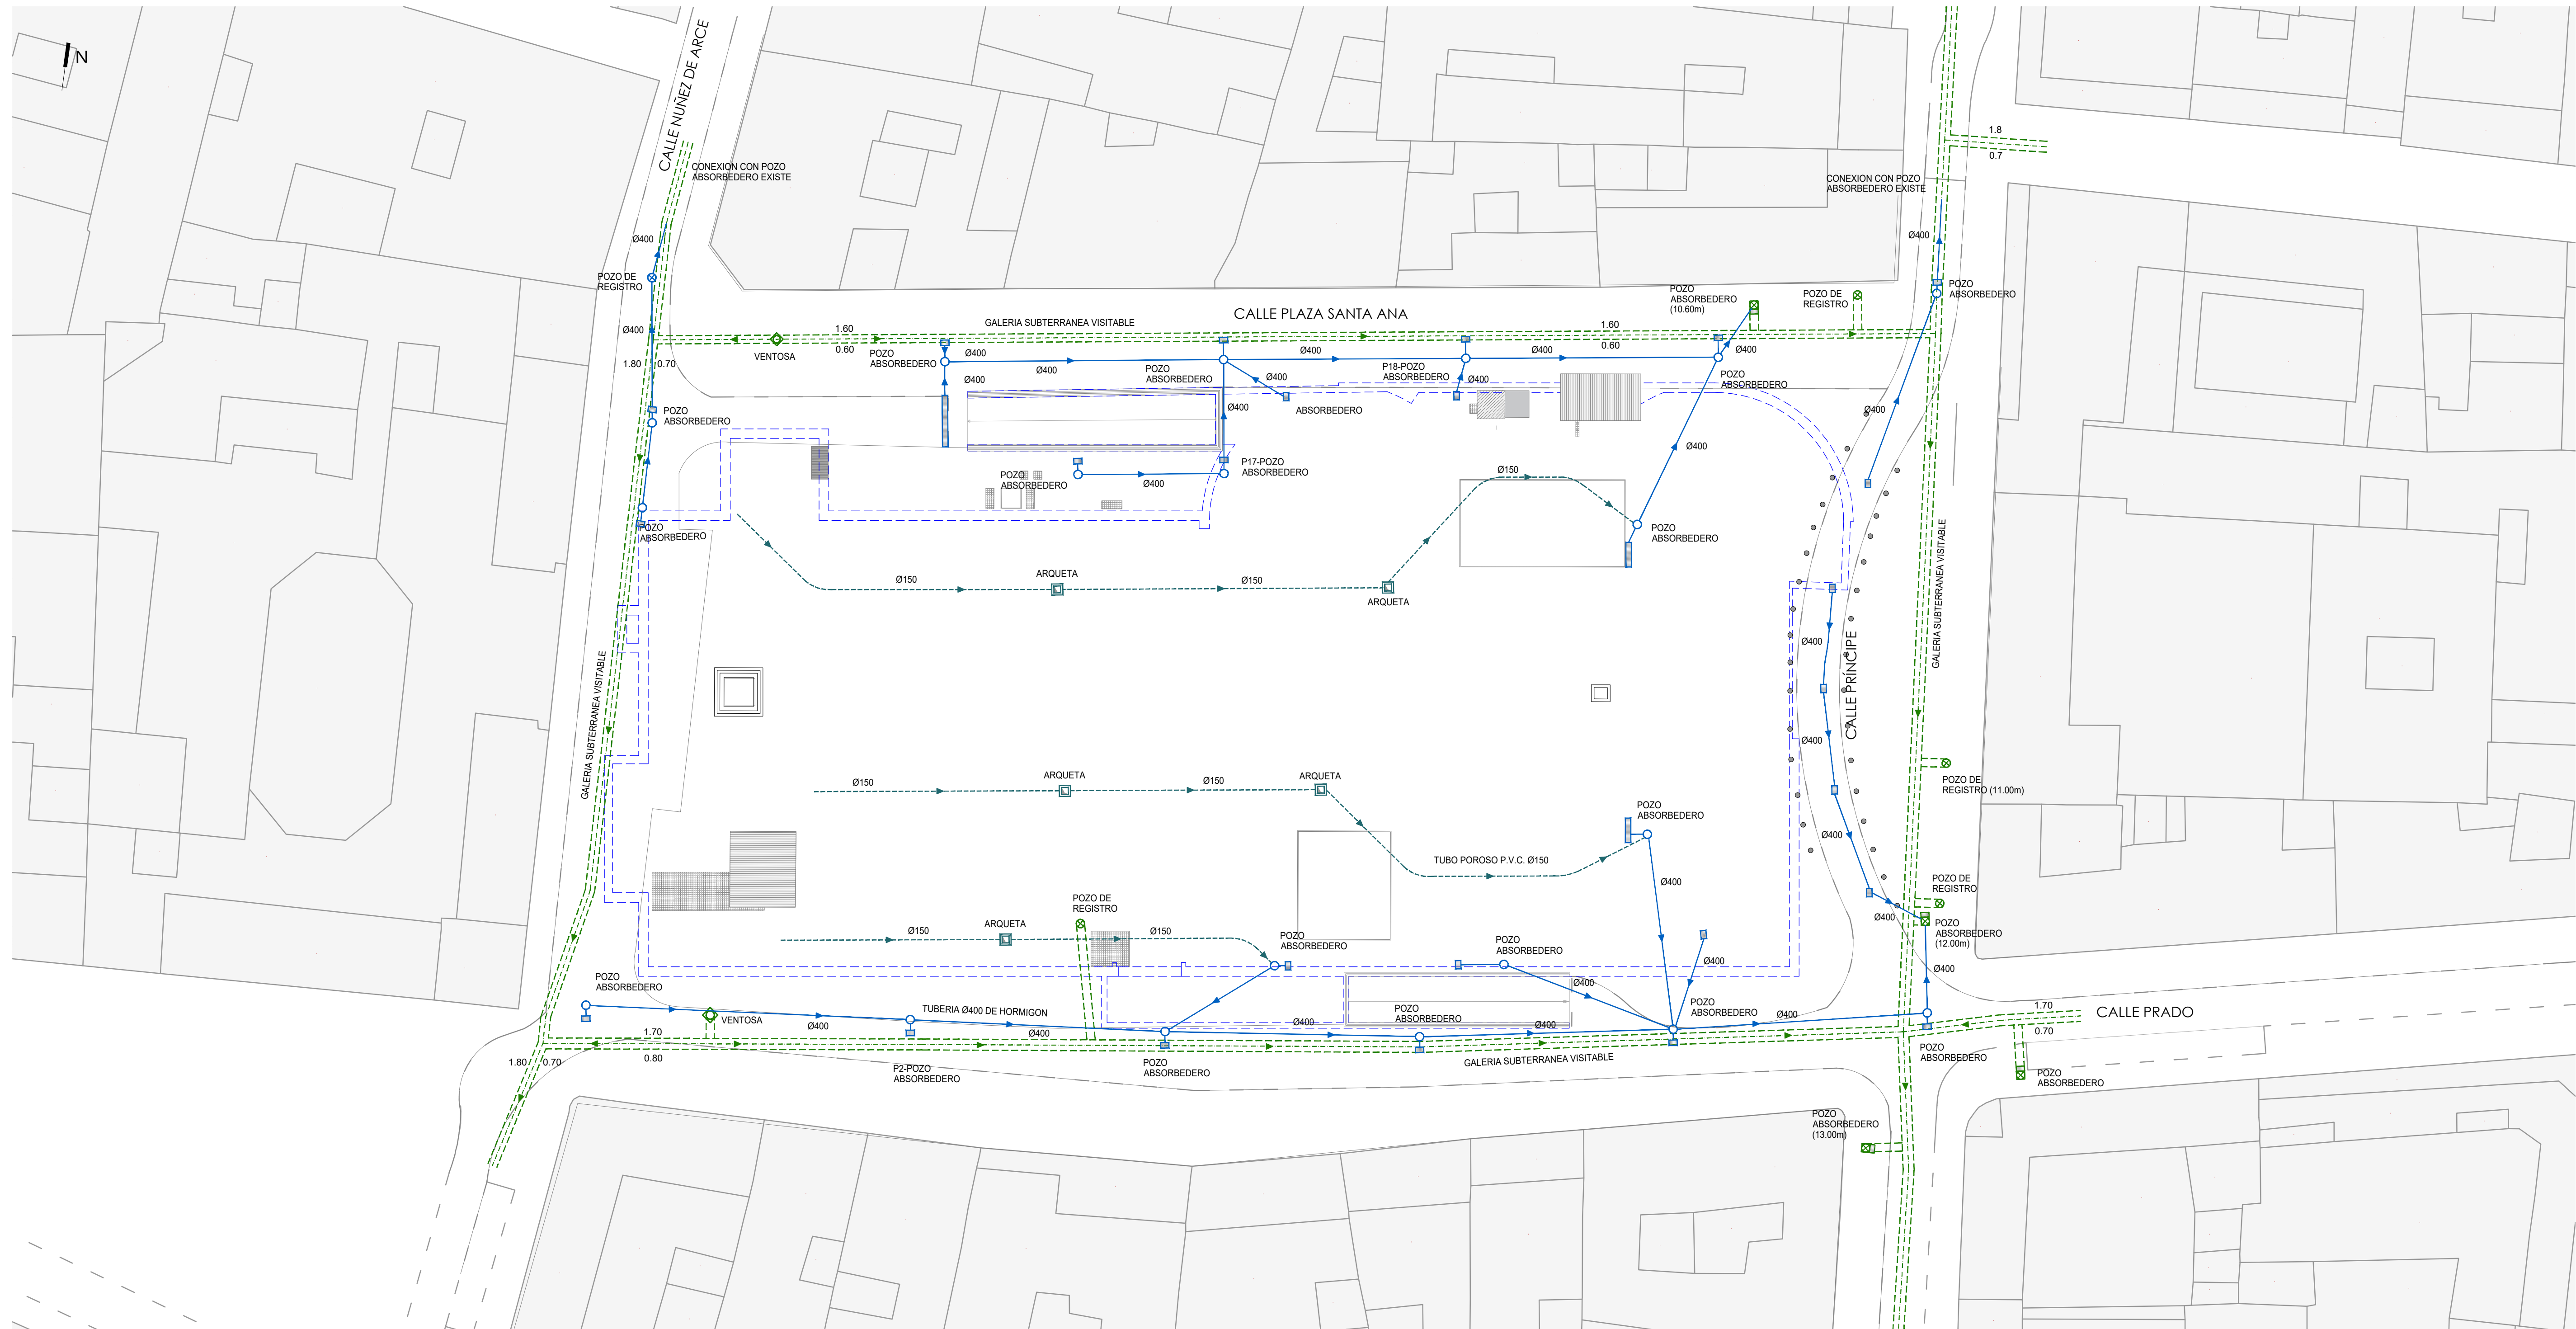 N
CALLE NUÑEZ DE ARCE
CONEXION CON POZO
ABSORBEDERO EXISTE
1.8
0.7
CONEXION CON POZO
ABSORBEDERO EXISTE
Ø400
Ø400
POZO DE
REGISTRO
POZO
ABSORBEDERO
(10.60m)
POZO DE
REGISTRO
POZO
ABSORBEDERO
CALLE PLAZA SANTA ANA
GALERIA SUBTERRANEA VISITABLE
Ø400
1.60
1.60
0.60
0.60
VENTOSA
1.80
0.70
POZO
ABSORBEDERO
Ø400
Ø400
Ø400
Ø400
Ø400
Ø400
POZO
ABSORBEDERO
P18-POZO
ABSORBEDERO
POZO
ABSORBEDERO
Ø400
Ø400
Ø400
Ø400
ABSORBEDERO
Ø400
POZO
ABSORBEDERO
Ø400
P17-POZO
ABSORBEDERO
POZO
ABSORBEDERO
Ø400
Ø150
POZO
ABSORBEDERO
POZO
ABSORBEDERO
ARQUETA
Ø150
Ø150
ARQUETA
GALERIA SUBTERRANEA VISITABLE
CALLE PRÍNCIPE
Ø400
GALERIA SUBTERRANEA VISITABLE
Ø400
ARQUETA
ARQUETA
Ø150
Ø150
POZO DE
REGISTRO (11.00m)
POZO
ABSORBEDERO
Ø400
TUBO POROSO P.V.C. Ø150
Ø400
POZO DE
REGISTRO
POZO DE
REGISTRO
Ø400
ARQUETA
Ø150
Ø150
POZO
ABSORBEDERO
POZO
ABSORBEDERO
POZO
ABSORBEDERO
(12.00m)
Ø400
Ø400
Ø400
POZO
ABSORBEDERO
TUBERIA Ø400 DE HORMIGON
POZO
ABSORBEDERO
POZO
ABSORBEDERO
1.70
CALLE PRADO
0.70
VENTOSA
Ø400
Ø400
Ø400
Ø400
Ø400
1.70
0.80
1.80
0.70
GALERIA SUBTERRANEA VISITABLE
P2-POZO
ABSORBEDERO
POZO
ABSORBEDERO
POZO
ABSORBEDERO
POZO
ABSORBEDERO
POZO
ABSORBEDERO
(13.00m)